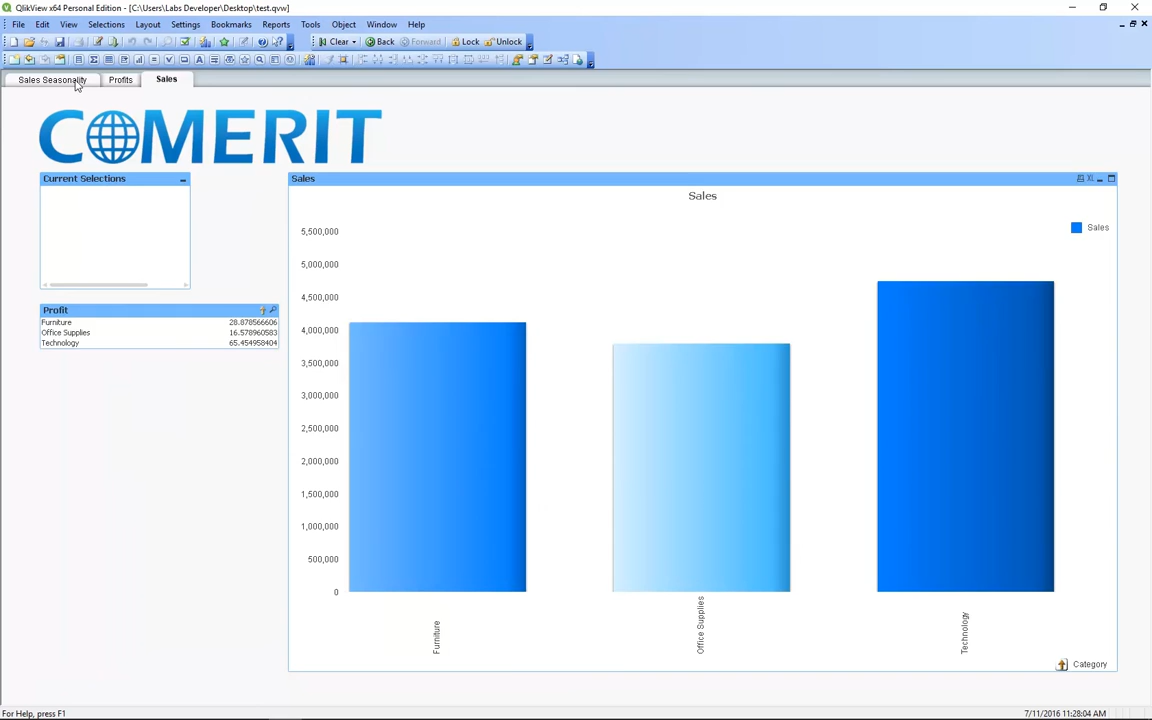 QlikView x64 Personal Edition - [C:\Users\Labs Developer\Desktop\test.qvw]
File Edit View Selections Layout Settings Bookmarks Reports Tools Object Window Help
Clear Back Forward Lock Unlock
Sales Seasonality Profits Sales
COMERIT
Current Selections
Profit
Furniture 28.878566606
Office Supplies 16.578960583
Technology 65.454958404
Sales XL
Sales
Sales
5,500,000
5,000,000
4,500,000
4,000,000
3,500,000
3,000,000
2,500,000
2,000,000
1,500,000
1,000,000
500,000
0
Furniture
Office Supplies
Technology
Category
For Help, press F1
7/11/2016 11:28:04 AM